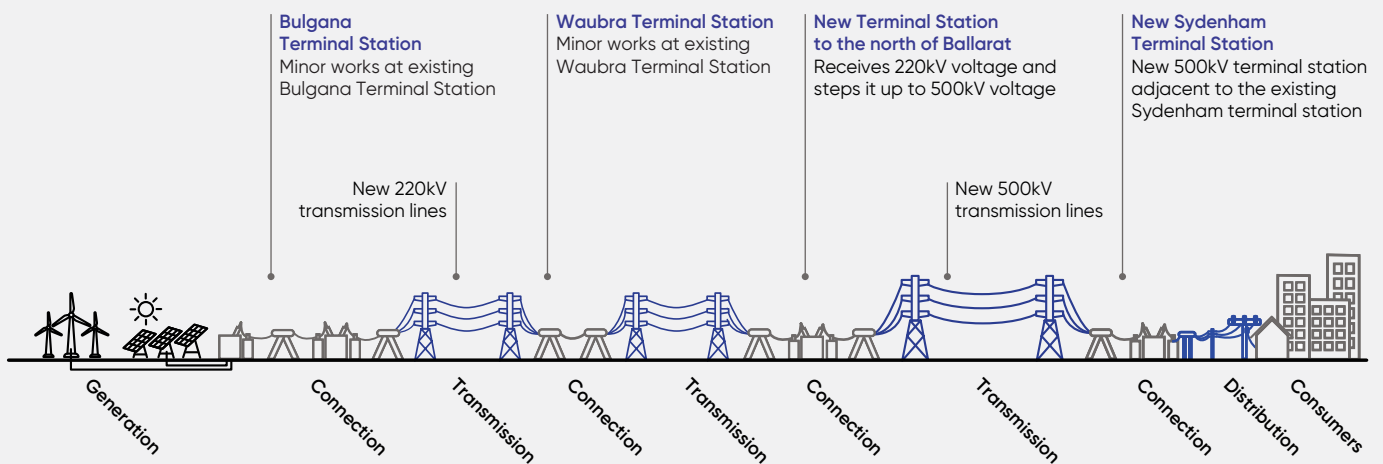 Bulgana
Terminal Station
Minor works at existing
Bulgana Terminal Station
Waubra Terminal Station
Minor works at existing
Waubra Terminal Station
New Terminal Station
to the north of Ballarat
Receives 220kV voltage and
steps it up to 500kV voltage
New Sydenham
Terminal Station
New 500kV terminal station
adjacent to the existing
Sydenham terminal station
New 220kV
transmission lines
New 500kV
transmission lines
Generation
Connection
Transmission
Connection
Transmission
Connection
Transmission
Connection
Distribution
Consumers